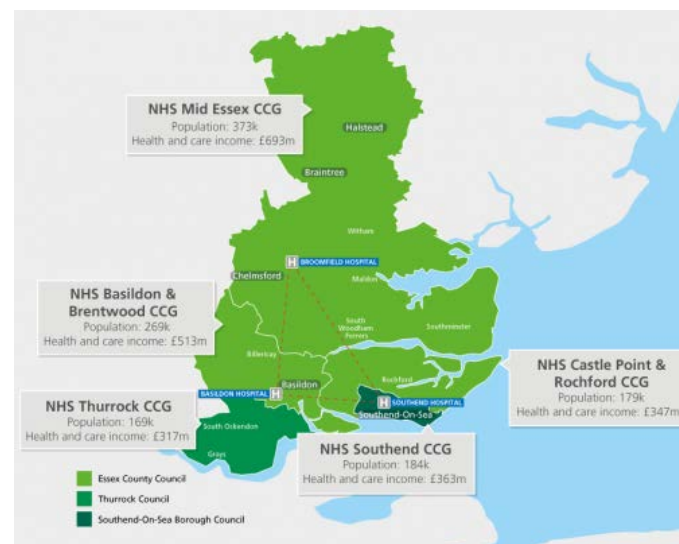 NHS Mid Essex CCG
Population: 373k
Health and care income: £693m
Halstead
Braintree
Witham
BROOMFIELD HOSPITAL
Chelmsford
Maldon
NHS Basildon &
Brentwood CCG
Population: 269k
Health and care income: £513m
South
Woodham
Ferrers
Southminster
Billericay
NHS Castle Point &
Rochford CCG
Population: 179k
Health and care income: £347m
Rochford
Basildon
BASILDON HOSPITAL
H
H
H
SOUTHEND HOSPITAL
Southend-On-Sea
NHS Thurrock CCG
Population: 169k
Health and care income: £317m
South Ockendon
Grays
NHS Southend CCG
Population: 184k
Health and care income: £363m
Essex County Council
Thurrock Council
Southend-On-Sea Borough Council